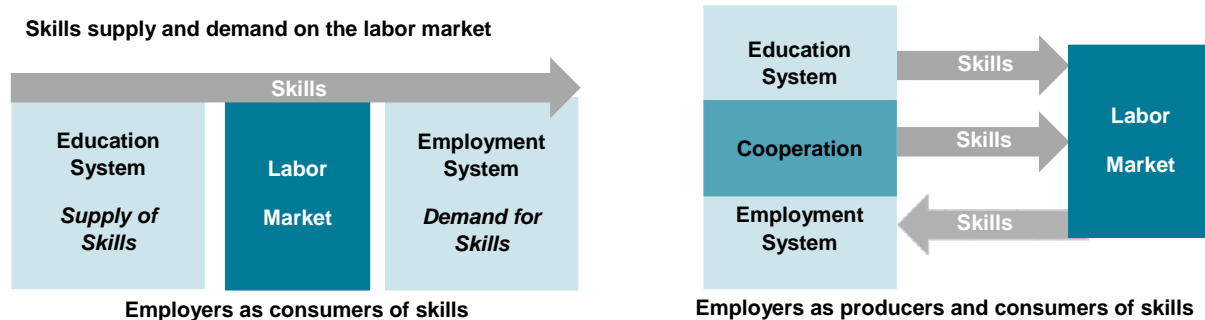 Skills supply and demand on the labor market
Skills
Education
System
Supply of
Skills
Labor
Market
Employment
System
Demand for
Skills
Employers as consumers of skills
Education
System
Skills
Cooperation
Skills
Employment
System
Skills
Labor
Market
Employers as producers and consumers of skills